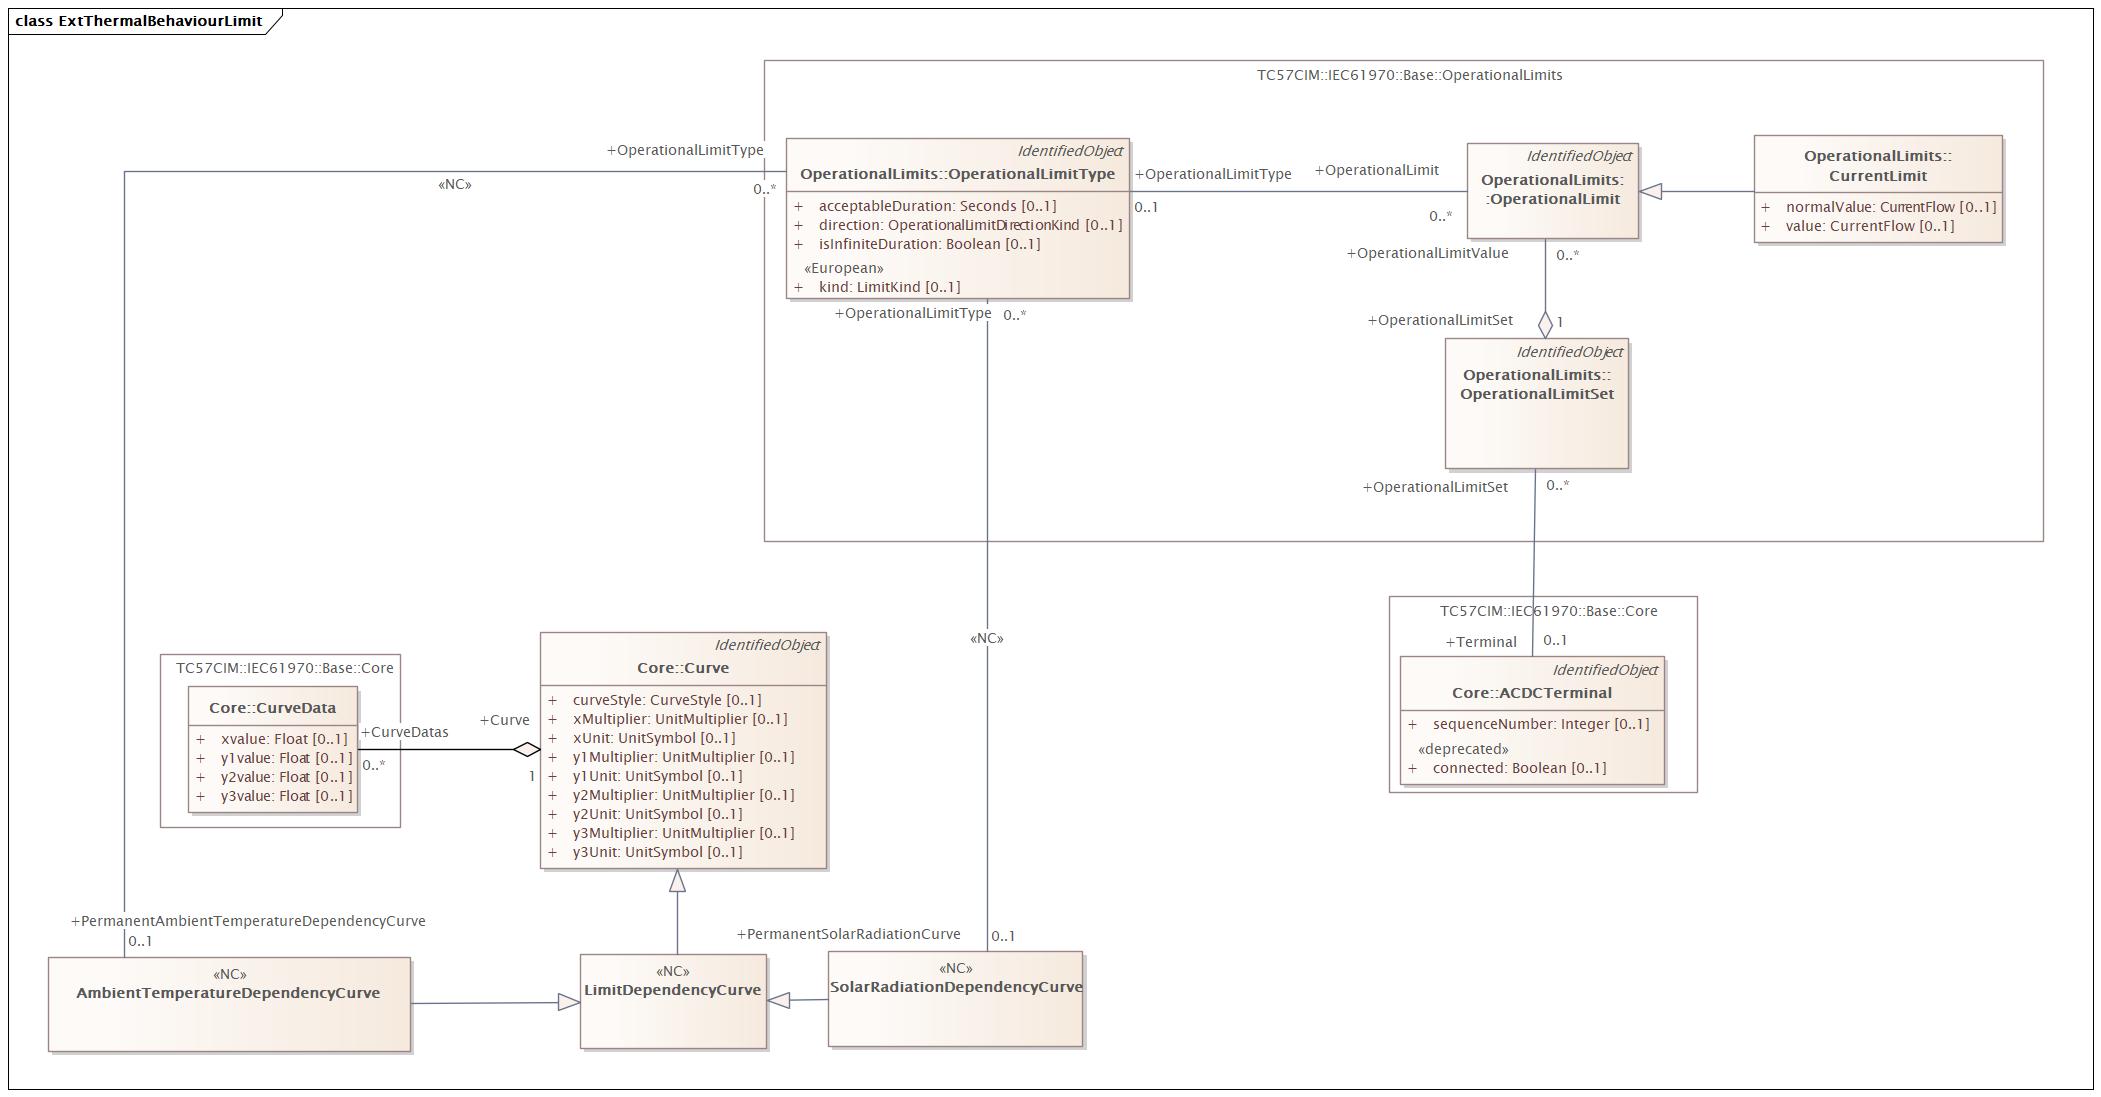 class ExtThermalBehaviourLimit
TC57CIM::IEC61970::Base::OperationalLimits
+OperationalLimitType
0..*
«NC»
IdentifiedObject
OperationalLimits::OperationalLimitType
+ acceptableDuration: Seconds [0..1]
+ direction: OperationalLimitDirectionKind [0..1]
+ isInfiniteDuration: Boolean [0..1]
«European»
+ kind: LimitKind [0..1]
+OperationalLimitType
0..1
+OperationalLimit
0..*
IdentifiedObject
OperationalLimits:
:OperationalLimit
OperationalLimits::
CurrentLimit
+ normalValue: CurrentFlow [0..1]
+ value: CurrentFlow [0..1]
+OperationalLimitValue
0..*
+OperationalLimitType
0..*
+OperationalLimitSet
1
IdentifiedObject
OperationalLimits::
OperationalLimitSet
+OperationalLimitSet
0..*
TC57CIM::IEC61970::Base::Core
+Terminal
0..1
IdentifiedObject
Core::ACDCTerminal
+ sequenceNumber: Integer [0..1]
«deprecated»
+ connected: Boolean [0..1]
«NC»
TC57CIM::IEC61970::Base::Core
Core::CurveData
+ xvalue: Float [0..1]
+ y1value: Float [0..1]
+ y2value: Float [0..1]
+ y3value: Float [0..1]
+CurveDatas
0..*
+Curve
1
IdentifiedObject
Core::Curve
+ curveStyle: CurveStyle [0..1]
+ xMultiplier: UnitMultiplier [0..1]
+ xUnit: UnitSymbol [0..1]
+ y1Multiplier: UnitMultiplier [0..1]
+ y1Unit: UnitSymbol [0..1]
+ y2Multiplier: UnitMultiplier [0..1]
+ y2Unit: UnitSymbol [0..1]
+ y3Multiplier: UnitMultiplier [0..1]
+ y3Unit: UnitSymbol [0..1]
+PermanentAmbientTemperatureDependencyCurve
0..1
+PermanentSolarRadiationCurve
0..1
«NC»
AmbientTemperatureDependencyCurve
«NC»
LimitDependencyCurve
«NC»
SolarRadiationDependencyCurve